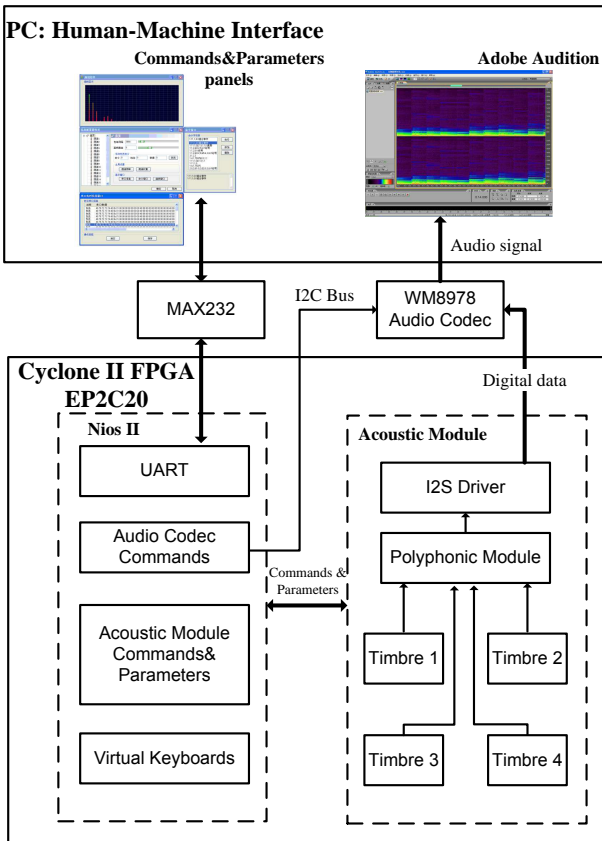 PC: Human-Machine Interface
Commands&Parameters
panels
Adobe Audition
Audio signal
MAX232
I2C Bus
WM8978
Audio Codec
Cyclone II FPGA
EP2C20
Digital data
Nios II
Acoustic Module
UART
I2S Driver
Audio Codec
Commands
Polyphonic Module
Commands &
Parameters
Acoustic Module
Commands&
Parameters
Timbre 1
Timbre 2
Virtual Keyboards
Timbre 3
Timbre 4